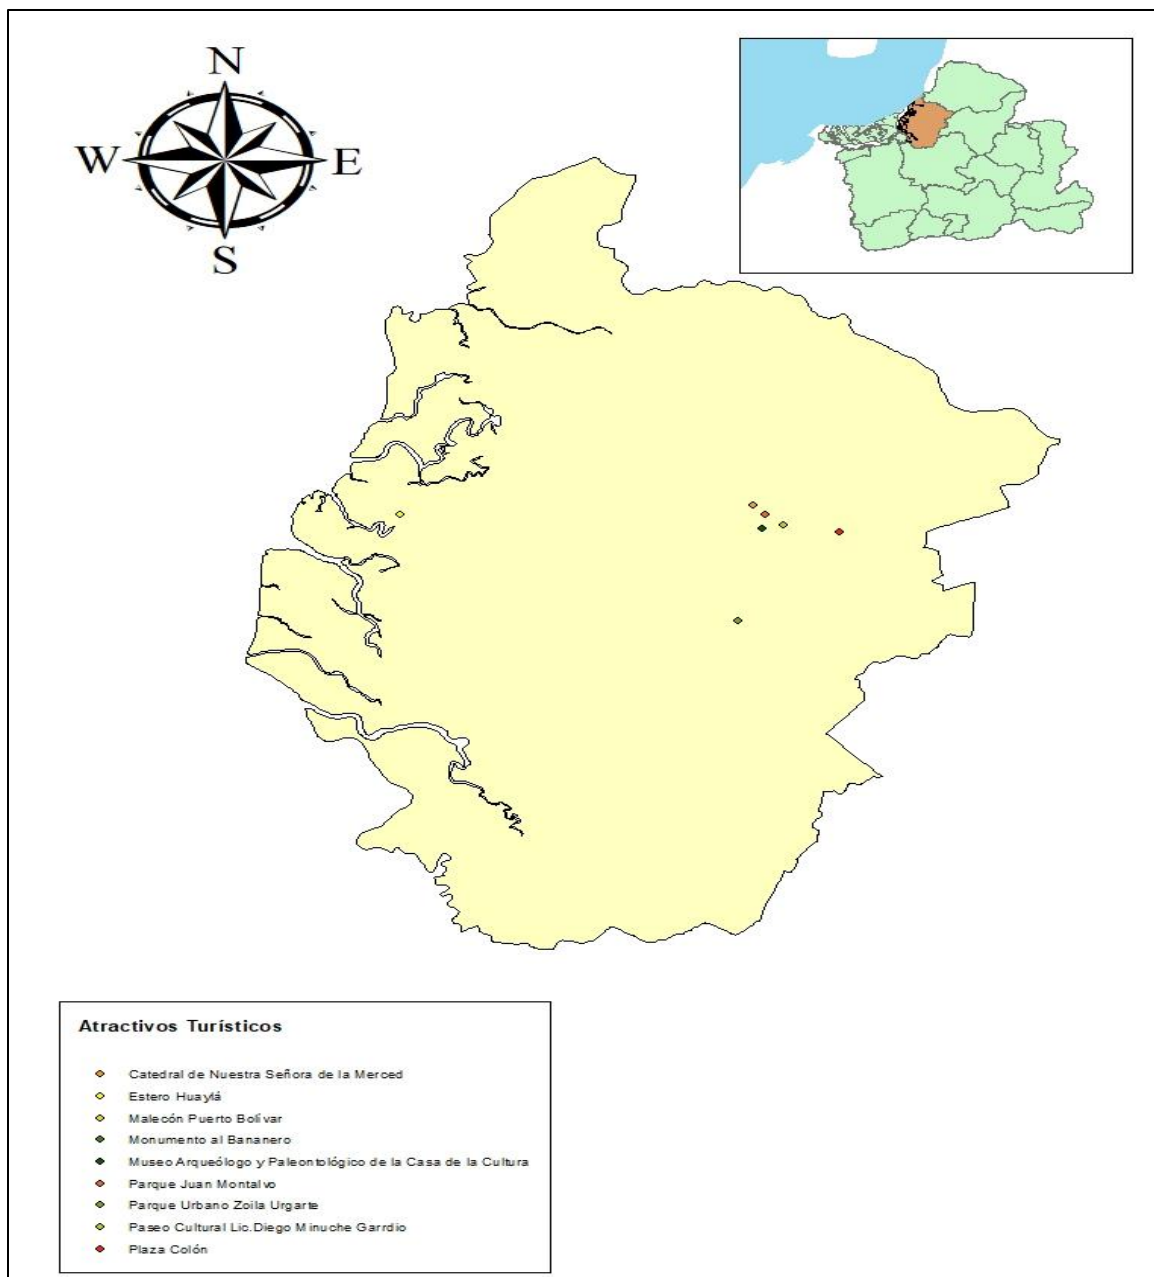 N
W E
S
Atractivos Turísticos
Catedral de Nuestra Señora de la Merced
Estero Huaylá
Malecón Puerto Bolívar
Monumento al Bananero
Museo Arqueólogo y Paleontológico de la Casa de la Cultura
Parque Juan Montalvo
Parque Urbano Zoila Urgarte
Paseo Cultural Lic.Diego Minuche Garrdio
Plaza Colón